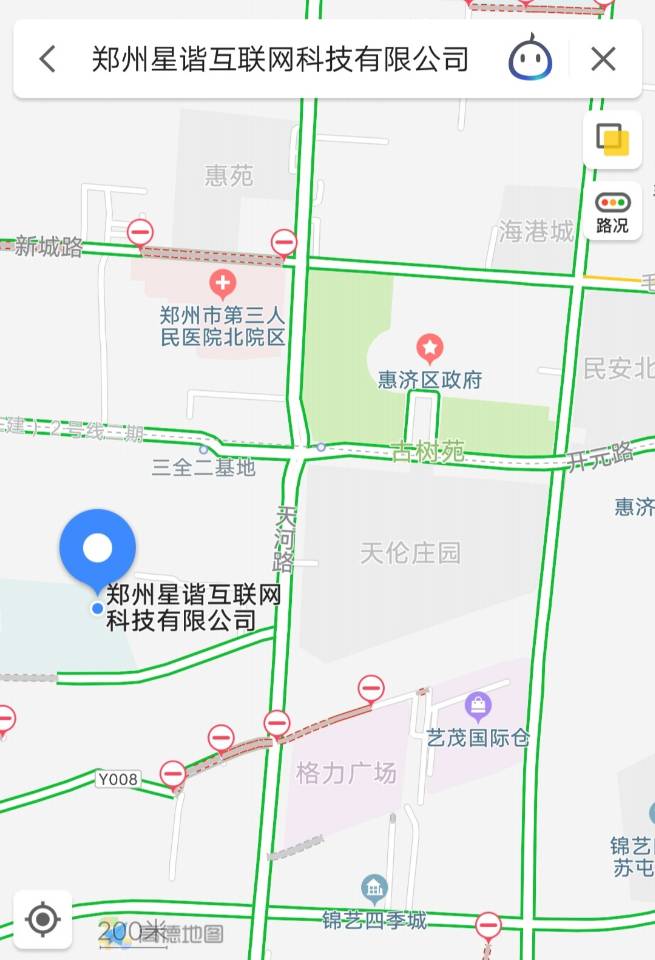 郑州星谐互联网科技有限公司
惠苑
海港城
路况
新城路
毛
郑州市第三人
民医院北院区
惠济区政府
民安北
建
12号线二期
古树苑
开元路
三全二基地
惠济
天河路
天伦庄园
郑州星谐互联网
科技有限公司
艺茂国际仓
格力广场
Y008
锦艺
苏屯
锦艺四季城
200米
高德地图